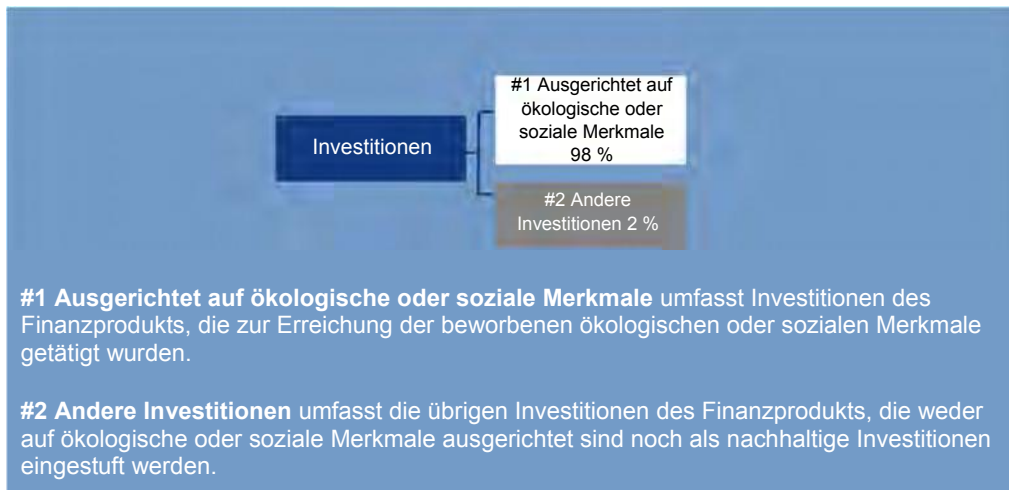 #1 Ausgerichtet auf
ökologische oder
soziale Merkmale
98 %
Investitionen
#2 Andere
Investitionen 2 %
#1 Ausgerichtet auf ökologische oder soziale Merkmale umfasst Investitionen des
Finanzprodukts, die zur Erreichung der beworbenen ökologischen oder sozialen Merkmale
getätigt wurden.
#2 Andere Investitionen umfasst die übrigen Investitionen des Finanzprodukts, die weder
auf ökologische oder soziale Merkmale ausgerichtet sind noch als nachhaltige Investitionen
eingestuft werden.